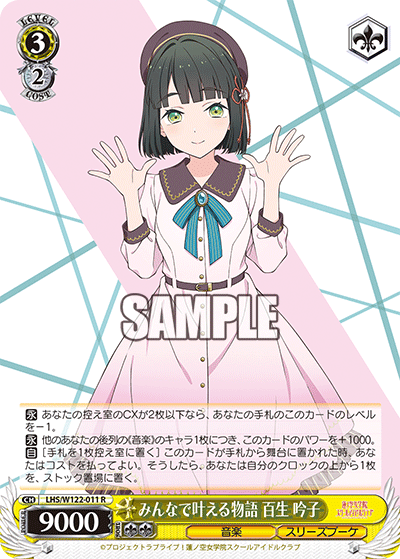 LEVEL
3
2
COST
SAMPLE
永 あなたの控え室のCXが2枚以下なら、あなたの手札のこのカードのレベル
を－1。
永 他のあなたの後列の《音楽》のキャラ1枚につき、このカードのパワーを＋1000。
自 [手札を1枚控え室に置く] このカードが手札から舞台に置かれた時、あ
なたはコストを払ってよい。そうしたら、あなたは自分のクロックの上から1枚
を、ストック置場に置く。
CH LHS/W122-011 R
みんなで叶える物語 百生 吟子
POWER
9000
音楽
スリーズブーケ
©プロジェクトラブライブ！蓮ノ空女学院スクールアイドルクラブ